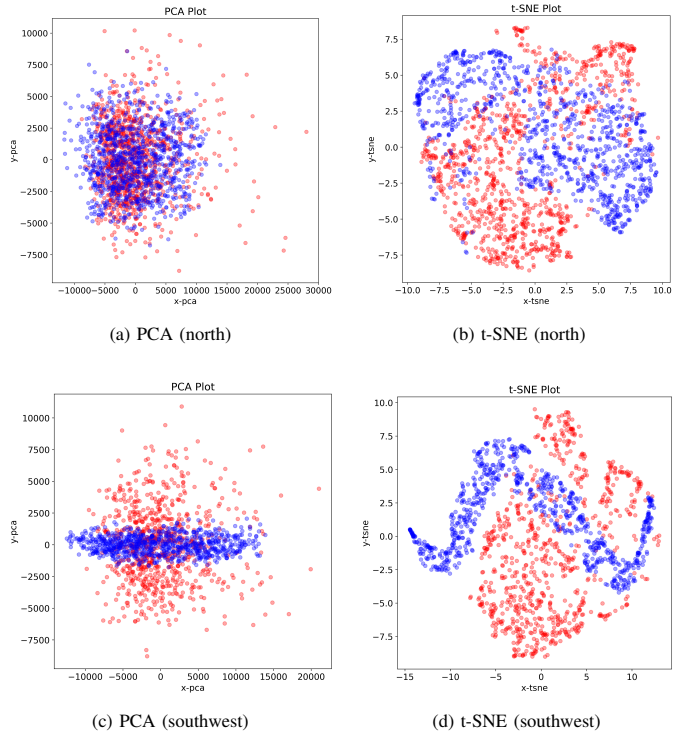 PCA Plot
10000
7500
5000
2500
0
−2500
−5000
−7500
y-pca
−10000 −5000 0 5000 10000 15000 20000 25000 30000
x-pca
(a) PCA (north)
t-SNE Plot
7.5
5.0
2.5
0.0
−2.5
−5.0
−7.5
y-tsne
−10.0 −7.5 −5.0 −2.5 0.0 2.5 5.0 7.5 10.0
x-tsne
(b) t-SNE (north)
PCA Plot
10000
7500
5000
2500
0
−2500
−5000
−7500
y-pca
−10000 −5000 0 5000 10000 15000 20000
x-pca
(c) PCA (southwest)
t-SNE Plot
10.0
7.5
5.0
2.5
0.0
−2.5
−5.0
−7.5
y-tsne
−15 −10 −5 0 5 10
x-tsne
(d) t-SNE (southwest)